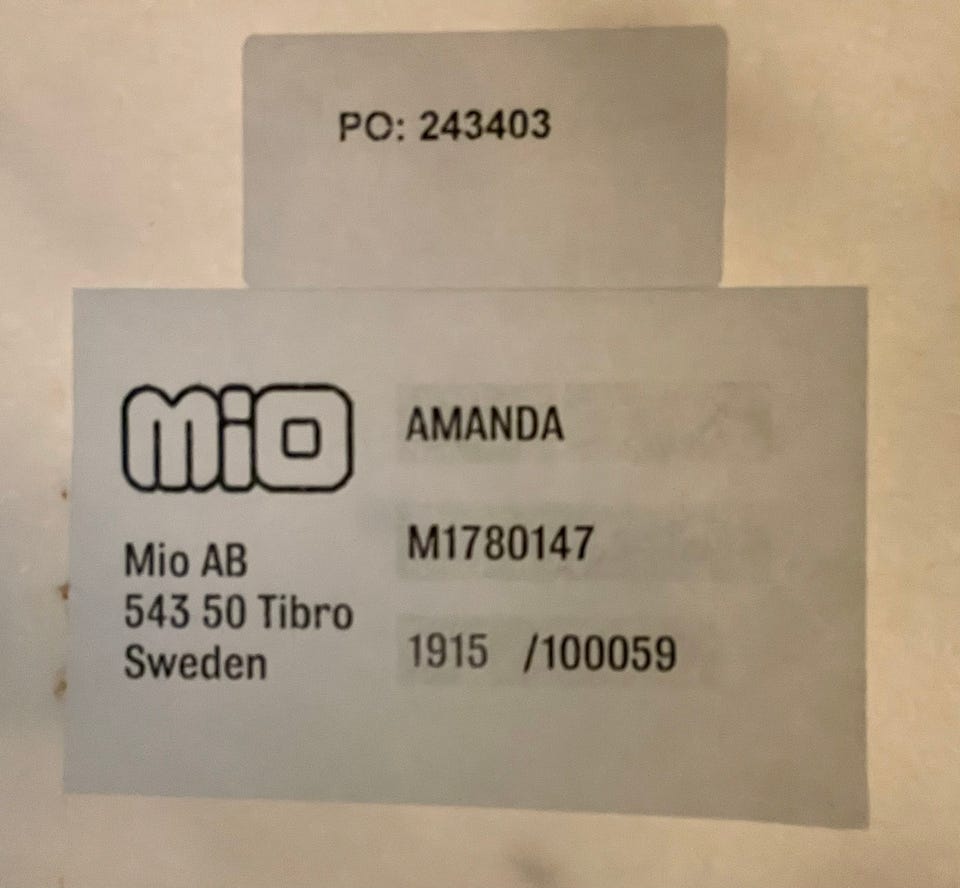 PO: 243403
mio
AMANDA
M1780147
1915 /100059
Mio AB
543 50 Tibro
Sweden